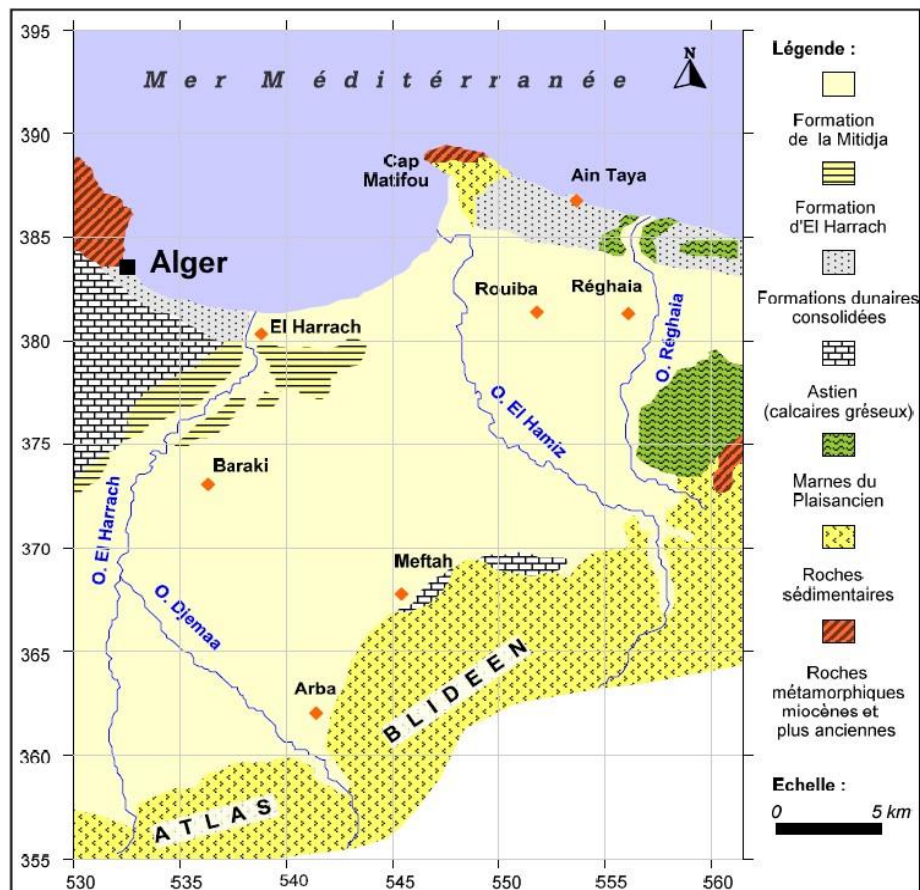 395
390
385
380
375
370
365
360
355
530
535
540
545
550
555
560
Mer Méditérranée
N
Cap
Matifou
Ain Taya
Alger
Rouiba
Réghaia
El Harrach
O. Réghaia
O. El Hamiz
Baraki
O. El Harrach
Meftah
O. Djemaa
Arba
BLIDEEN
ATLAS
Légende :
Formation
de la Mitidja
Formation
d'El Harrach
Formations dunaires
consolidées
Astien
(calcaires gréseux)
Marnes du
Plaisancien
Roches
sédimentaires
Roches
métamorphiques
miocènes et
plus anciennes
Echelle :
0 5 km